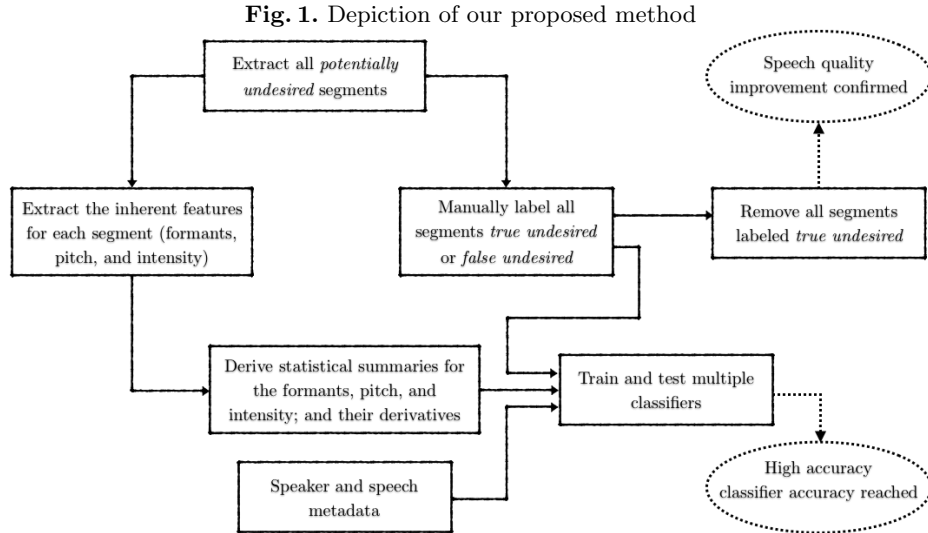 Fig. 1. Depiction of our proposed method
Extract all potentially
undesired segments
Speech quality
improvement confirmed
Extract the inherent features
for each segment (formants,
pitch, and intensity)
Manually label all
segments true undesired
or false undesired
Remove all segments
labeled true undesired
Derive statistical summaries for
the formants, pitch, and
intensity; and their derivatives
Train and test multiple
classifiers
Speaker and speech
metadata
High accuracy
classifier accuracy reached